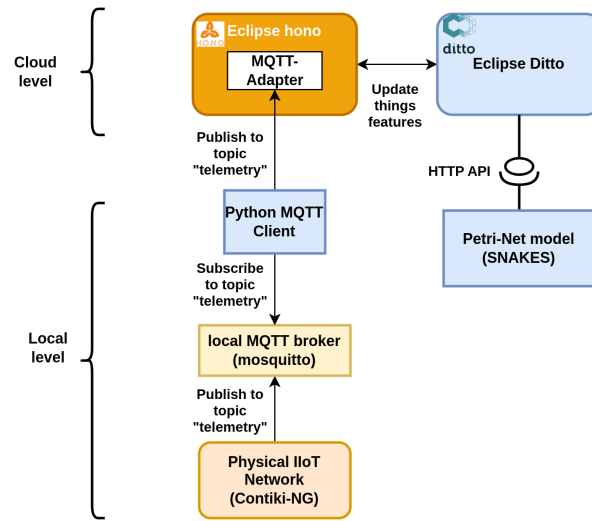 Eclipse hono
HONO
MQTT-
Adapter
ditto
Eclipse Ditto
Cloud
level
Update
things
features
Publish to
topic
"telemetry"
HTTP API
Python MQTT
Client
Petri-Net model
(SNAKES)
Subscribe
to topic
"telemetry"
Local
level
local MQTT broker
(mosquitto)
Publish to
topic
"telemetry"
Physical IIoT
Network
(Contiki-NG)